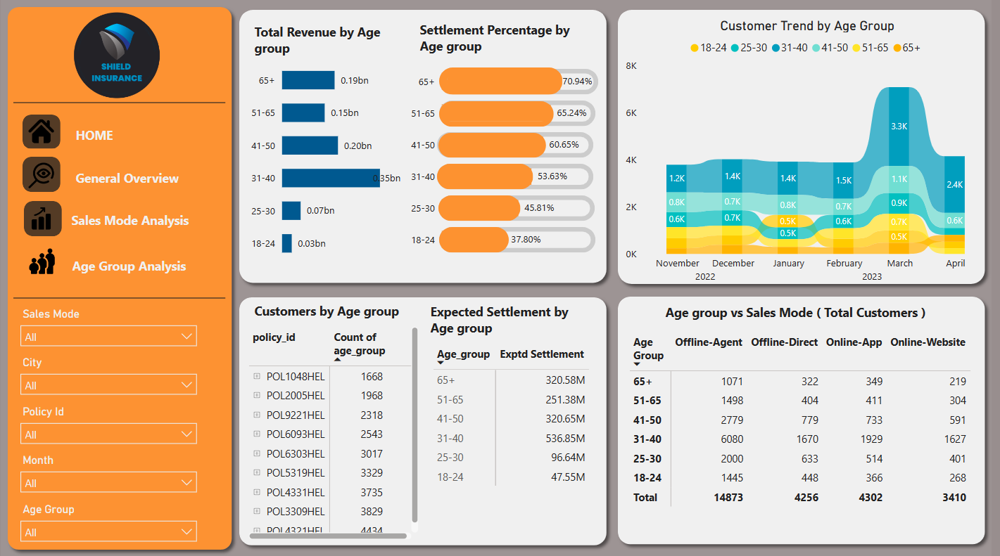 SHIELD
INSURANCE
HOME
General Overview
Sales Mode Analysis
Age Group Analysis
Sales Mode
All
City
All
Policy Id
All
Month
All
Age Group
All
Total Revenue by Age
group
65+ 0.19bn
51-65 0.15bn
41-50 0.20bn
31-40 0.35bn
25-30 0.07bn
18-24 0.03bn
Settlement Percentage by
Age group
65+ 70.94%
51-65 65.24%
41-50 60.65%
31-40 53.63%
25-30 45.81%
18-24 37.80%
Customer Trend by Age Group
18-24 25-30 31-40 41-50 51-65 65+
8K
6K
4K
2K
0K
1.2K
0.8K
0.6K
1.4K
0.7K
0.7K
1.4K
0.8K
0.5K
0.5K
1.5K
0.7K
0.6K
3.3K
1.1K
0.9K
0.7K
0.5K
2.4K
0.6K
November December January February March April
2022 2023
Customers by Age group
policy_id Count of
age_group
POL1048HEL 1668
POL2005HEL 1968
POL9221HEL 2318
POL6093HEL 2543
POL6303HEL 3017
POL5319HEL 3329
POL4331HEL 3735
POL3309HEL 3829
POL4321HEL 4434
Expected Settlement by
Age group
Age_group Exptd Settlement
65+ 320.58M
51-65 251.38M
41-50 320.65M
31-40 536.85M
25-30 96.64M
18-24 47.55M
Age group vs Sales Mode ( Total Customers )
Age
Group Offline-Agent Offline-Direct Online-App Online-Website
65+ 1071 322 349 219
51-65 1498 404 411 304
41-50 2779 779 733 591
31-40 6080 1670 1929 1627
25-30 2000 633 514 401
18-24 1445 448 366 268
Total 14873 4256 4302 3410